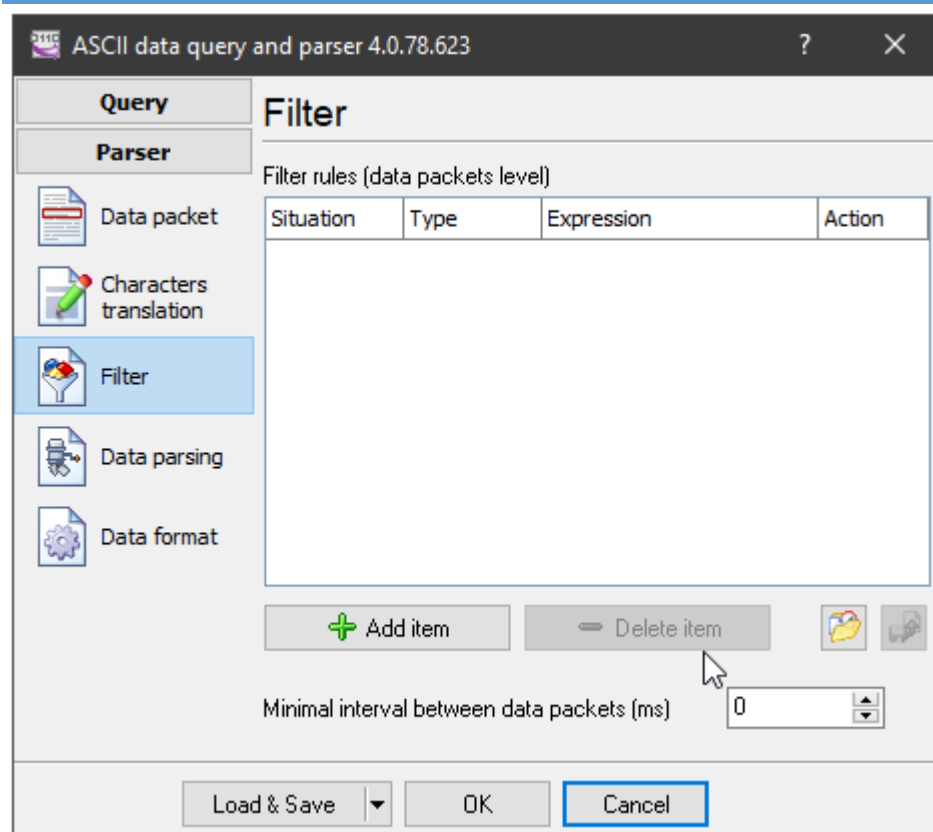 ASCII data query and parser 4.0.78.623 ?
Query
Parser
Data packet
Characters
translation
Filter
Data parsing
Data format
Filter
Filter rules (data packets level)
Situation Type Expression Action
Add item Delete item
Minimal interval between data packets (ms) 0
Load & Save OK Cancel